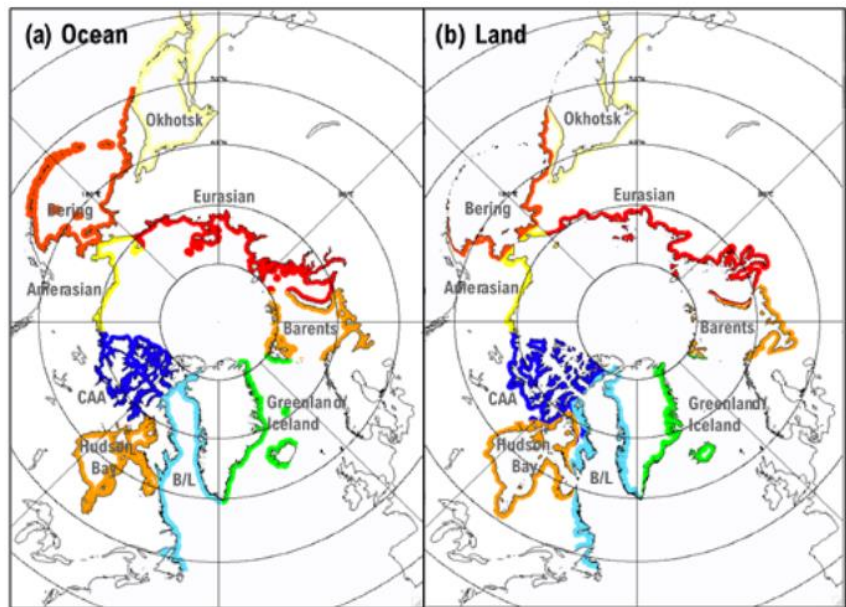 (a) Ocean
Okhotsk
Bering
Eurasian
Amerasian
Barents
CAA
Greenland/
Iceland
Hudson
Bay
B/L
(b) Land
Okhotsk
Bering
Eurasian
Amerasian
Barents
CAA
Greenland/
Iceland
Hudson
Bay
B/L